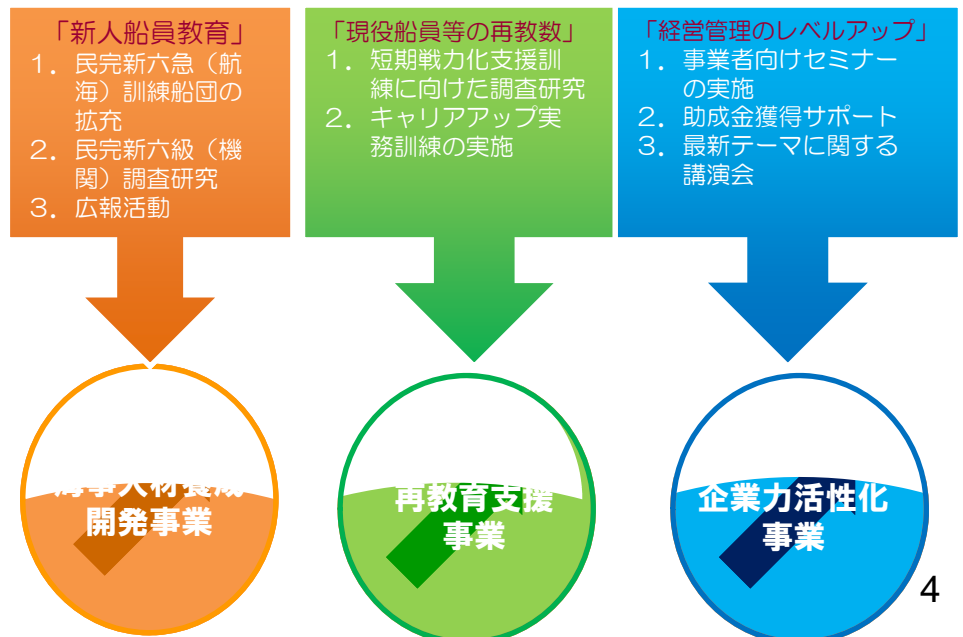 「新人船員教育」
1. 民完新六急（航
海）訓練船団の
拡充
2. 民完新六級（機
関）調査研究
3. 広報活動
「現役船員等の再教数」
1. 短期戦力化支援訓
練に向けた調査研究
2. キャリアアップ実
務訓練の実施
「経営管理のレベルアップ」
1. 事業者向けセミナー
の実施
2. 助成金獲得サポート
3. 最新テーマに関する
講演会
海事人材養成
開発事業
再教育支援
事業
企業力活性化
事業
4